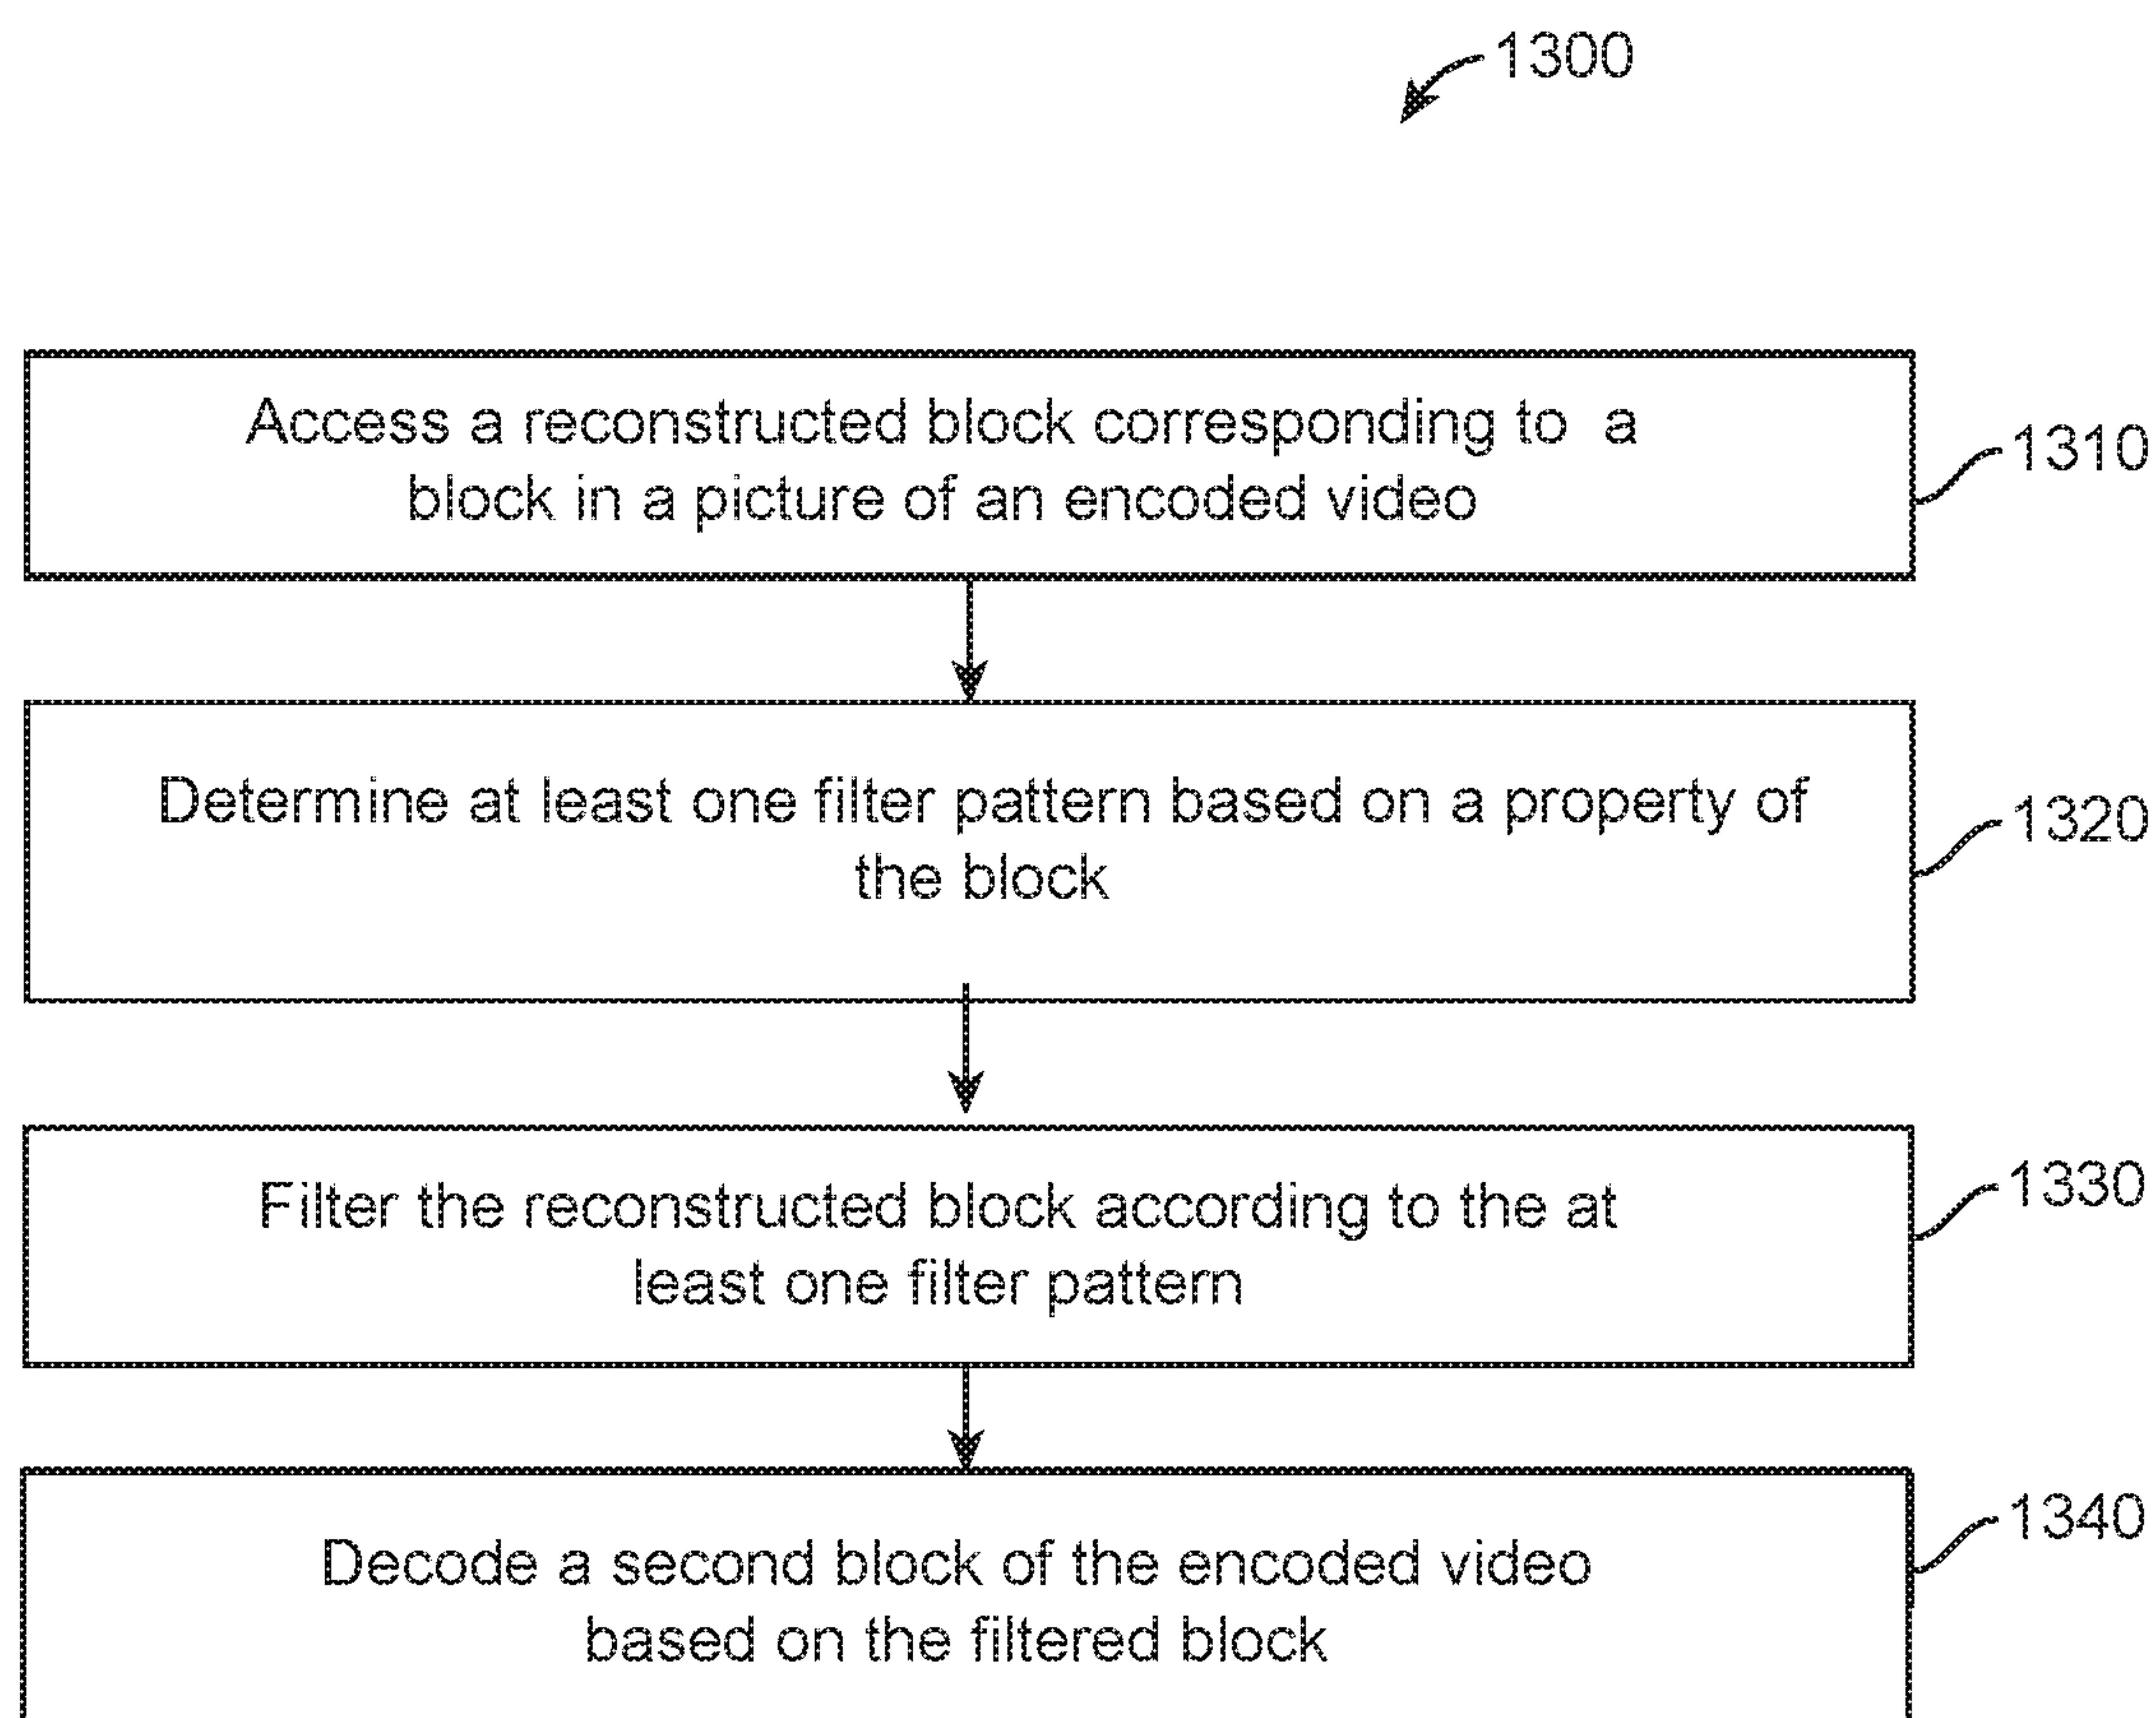 1300
Access a reconstructed block corresponding to a
block in a picture of an encoded video
1310
Determine at least one filter pattern based on a property of
the block
1320
Filter the reconstructed block according to the at
least one filter pattern
1330
Decode a second block of the encoded video
based on the filtered block
1340